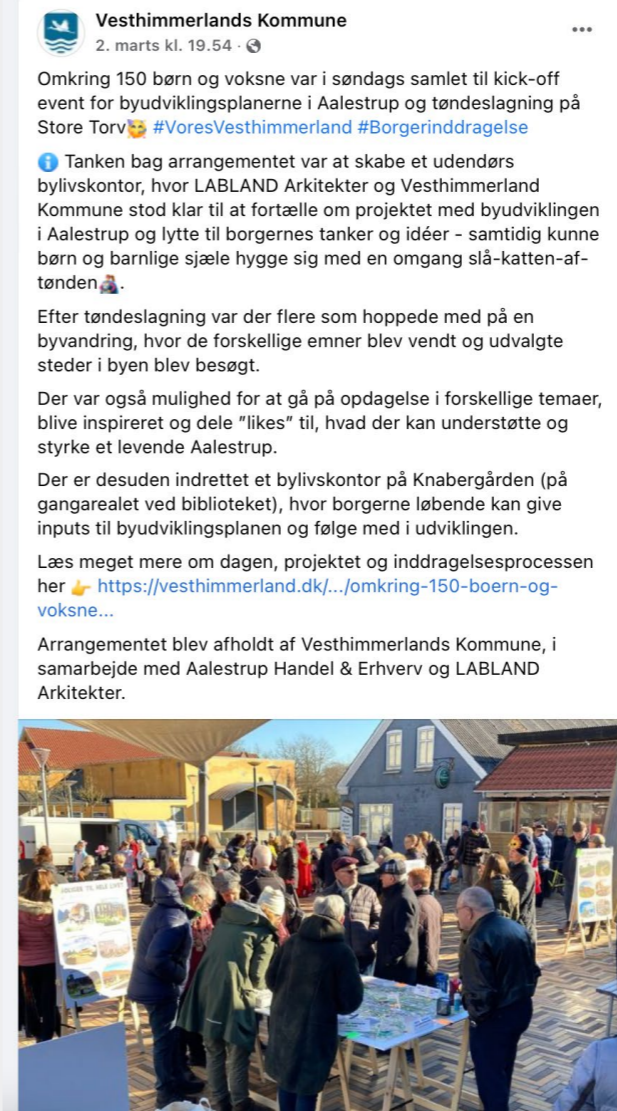 Vesthimmerlands Kommune
2. marts kl. 19.54 ·
Omkring 150 børn og voksne var i søndags samlet til kick-off
event for byudviklingsplanerne i Aalestrup og tøndeslagning på
Store Torv #VoresVesthimmerland #Borgerinddragelse
Tanken bag arrangementet var at skabe et udendørs
bylivskontor, hvor LABLAND Arkitekter og Vesthimmerland
Kommune stod klar til at fortælle om projektet med byudviklingen
i Aalestrup og lytte til borgernes tanker og idéer - samtidig kunne
børn og barnlige sjæle hygge sig med en omgang slå-katten-af-
tønden.
Efter tøndeslagning var der flere som hoppede med på en
byvandring, hvor de forskellige emner blev vendt og udvalgte
steder i byen blev besøgt.
Der var også mulighed for at gå på opdagelse i forskellige temaer,
blive inspireret og dele ”likes” til, hvad der kan understøtte og
styrke et levende Aalestrup.
Der er desuden indrettet et bylivskontor på Knabergården (på
gangarealet ved biblioteket), hvor borgerne løbende kan give
inputs til byudviklingsplanen og følge med i udviklingen.
Læs meget mere om dagen, projektet og inddragelsesprocessen
her 👉 https://vesthimmerland.dk/.../omkring-150-boern-og-
voksne...
Arrangementet blev afholdt af Vesthimmerlands Kommune, i
samarbejde med Aalestrup Handel & Erhverv og LABLAND
Arkitekter.
TIL HELE LIVET